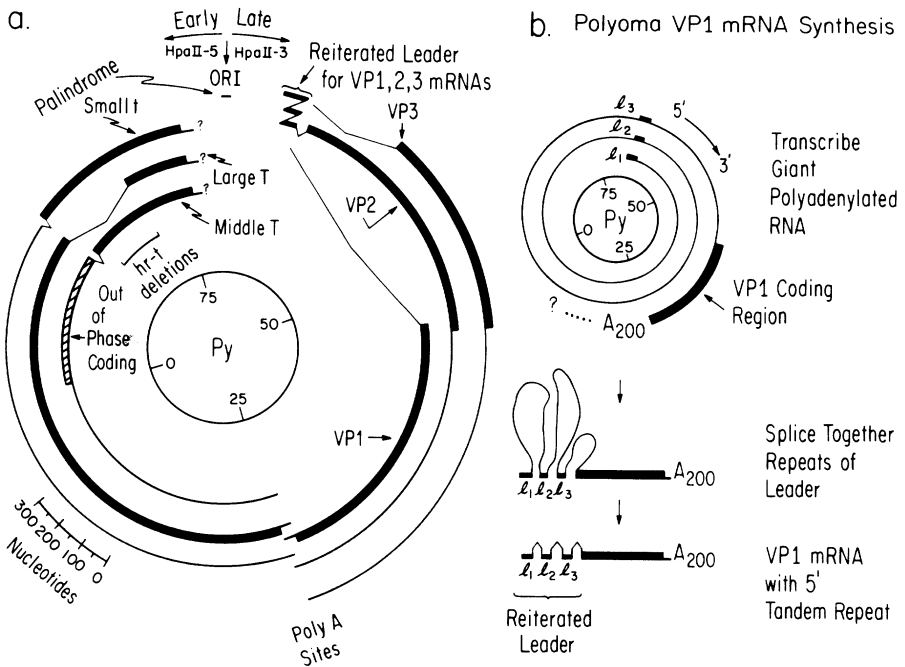 a.
Early Late
HpaII-5 HpaII-3
ORI
Palindrome
Reiterated Leader
for VP1,2,3 mRNAs
Small t
?
VP3
?
Large T
?
Middle T
VP2
hr-t
deletions
Out
of
Phase
Coding
75
50
Py
0
25
VP1
300 200 100 0
Nucleotides
Poly A
Sites
b. Polyoma VP1 mRNA Synthesis
ℓ3
5'
ℓ2
ℓ1
3'
75
50
Py
0
25
Transcribe
Giant
Polyadenylated
RNA
VP1 Coding
Region
? ..... A200
A200
ℓ1 ℓ2 ℓ3
Splice Together
Repeats of
Leader
A200
ℓ1 ℓ2 ℓ3
Reiterated
Leader
VP1 mRNA
with 5'
Tandem Repeat